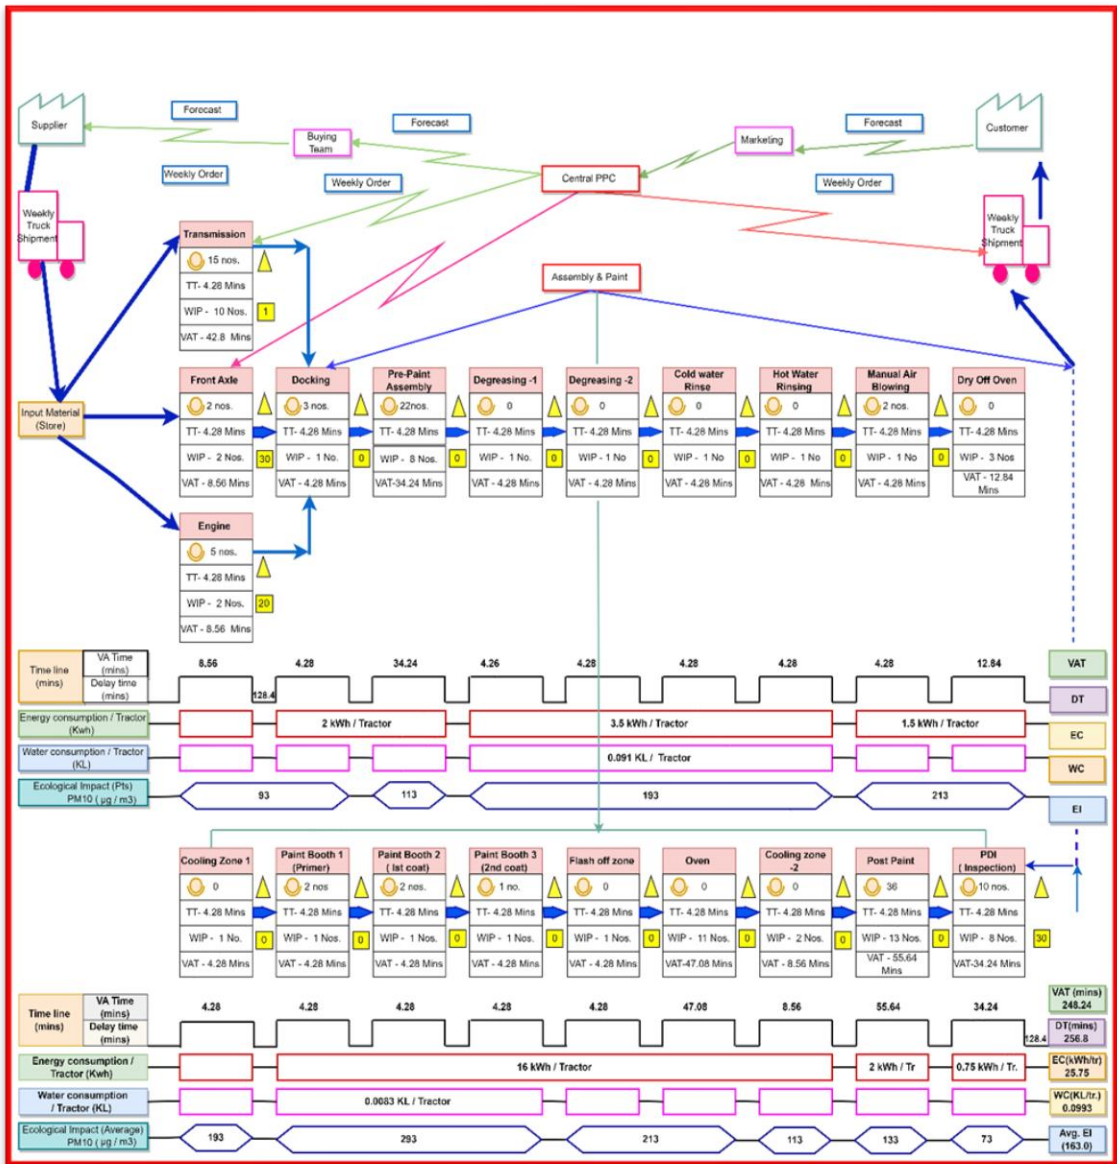 Supplier
Forecast
Buying
Team
Forecast
Marketing
Forecast
Customer
Weekly Order
Weekly Order
Central PPC
Weekly Order
Weekly
Truck
Shipment
Weekly
Truck
Shipment
Transmission
15 nos.
TT- 4.28 Mins
WIP - 10 Nos.
1
VAT - 42.8 Mins
Assembly & Paint
Input Material
(Store)
Front Axle
2 nos.
TT- 4.28 Mins
WIP - 2 Nos.
30
VAT - 8.56 Mins
Docking
3 nos.
TT- 4.28 Mins
WIP - 1 No.
0
VAT - 4.28 Mins
Pre-Paint
Assembly
22nos.
TT- 4.28 Mins
WIP - 8 Nos.
0
VAT-34.24 Mins
Degreasing -1
0
TT- 4.28 Mins
WIP - 1 No.
0
VAT - 4.28 Mins
Degreasing -2
0
TT- 4.28 Mins
WIP - 1 No
0
VAT - 4.28 Mins
Cold water
Rinse
0
TT- 4.28 Mins
WIP - 1 No
0
VAT - 4.28 Mins
Hot Water
Rinsing
0
TT- 4.28 Mins
WIP - 1 No
0
VAT - 4.28 Mins
Manual Air
Blowing
2 nos.
TT- 4.28 Mins
WIP - 1 No
0
VAT - 4.28 Mins
Dry Off Oven
0
TT- 4.28 Mins
WIP - 3 Nos
VAT - 12.84
Mins
Engine
5 nos.
TT- 4.28 Mins
WIP - 2 Nos.
20
VAT - 8.56 Mins
Time line
(mins)
VA Time
(mins)
Delay time
(mins)
8.56
4.28
34,24
4.26
4.28
4.28
4.28
4.28
12.84
128.4
VAT
DT
Energy consumption / Tractor
(Kwh)
2 kWh / Tractor
3.5 kWh / Tractor
1.5 kWh / Tractor
EC
Water consumption / Tractor
(KL)
0.091 KL / Tractor
WC
Ecological Impact (Pts)
PM10 ( µg / m3)
93
113
193
213
EI
Cooling Zone 1
0
TT- 4.28 Mins
WIP - 1 No.
0
VAT - 4.28 Mins
Paint Booth 1
(Primer)
2 nos
TT- 4.28 Mins
WIP - 1 Nos.
0
VAT - 4.28 Mins
Paint Booth 2
( Ist coat)
2 nos.
TT- 4.28 Mins
WIP - 1 Nos.
0
VAT - 4.28 Mins
Paint Booth 3
(2nd coat)
1 no.
TT- 4.28 Mins
WIP - 1 Nos.
0
VAT - 4.28 Mins
Flash off zone
0
TT- 4.28 Mins
WIP - 1 Nos.
0
VAT - 4.28 Mins
Oven
0
TT- 4.28 Mins
WIP - 11 Nos.
0
VAT-47.08 Mins
Cooling zone
-2
0
TT- 4.28 Mins
WIP - 2 Nos.
0
VAT - 8.56 Mins
Post Paint
36
TT- 4.28 Mins
WIP - 13 Nos.
0
VAT - 55.64
Mins
PDI
( Inspection)
10 nos.
TT- 4.28 Mins
WIP - 8 Nos.
30
VAT-34.24 Mins
Time line
(mins)
VA Time
(mins)
Delay time
(mins)
4.28
4.28
4.28
4.28
4.28
47.08
8.56
55.64
34.24
128.4
VAT (mins)
248.24
DT(mins)
256.8
Energy consumption /
Tractor (Kwh)
16 kWh / Tractor
2 kWh / Tr
0.75 kWh / Tr.
EC(kWh/tr)
25.75
Water consumption
/ Tractor (KL)
0.0083 KL / Tractor
WC(KL/tr.)
0.0993
Ecological Impact (Average)
PM10 ( µg / m3)
193
293
213
113
133
73
Avg. EI
(163.0)